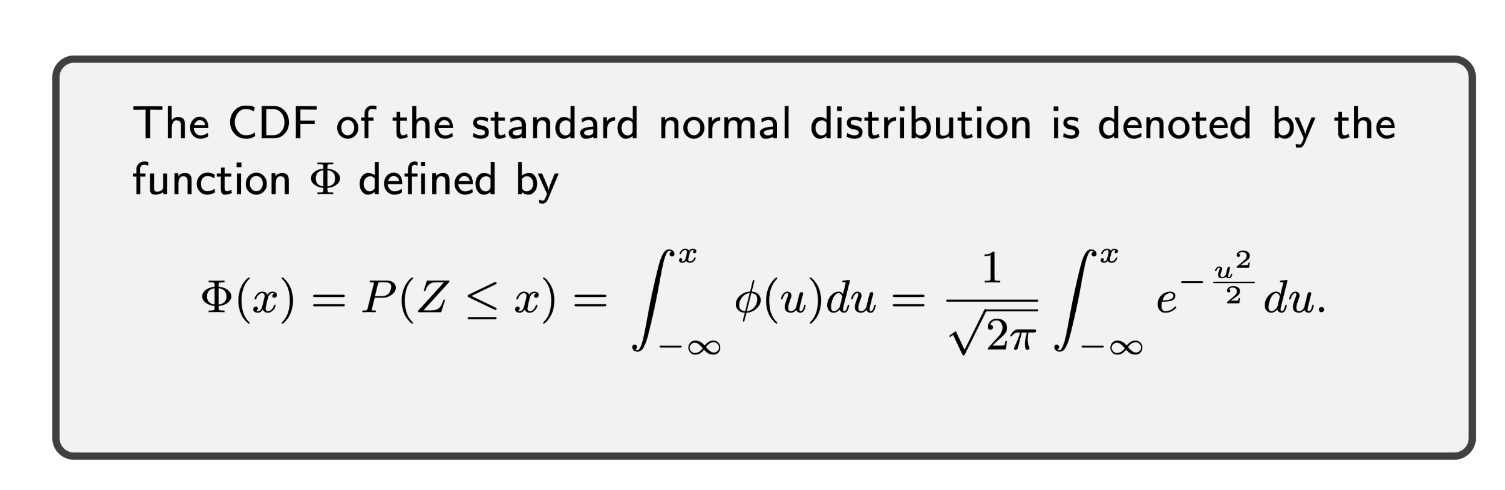 The CDF of the standard normal distribution is denoted by the
function Φ defined by
Φ(x) = P(Z ≤ x) = ∫_{-∞}^{x} ϕ(u)du = \frac{1}{\sqrt{2π}} ∫_{-∞}^{x} e^{-\frac{u^2}{2}} du.